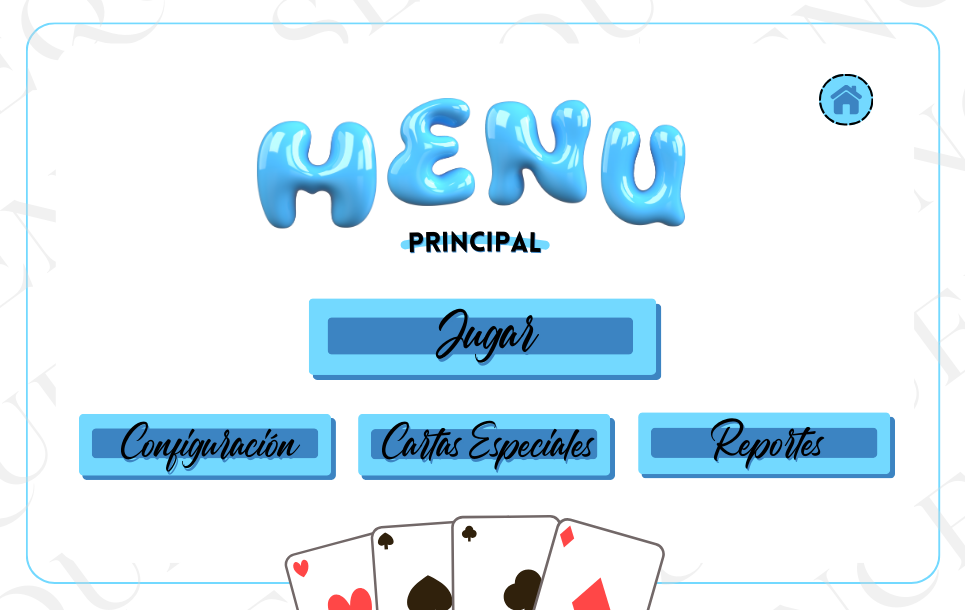 MENU
PRINCIPAL
Jugar
Configuración
Cartas Especiales
Reportes